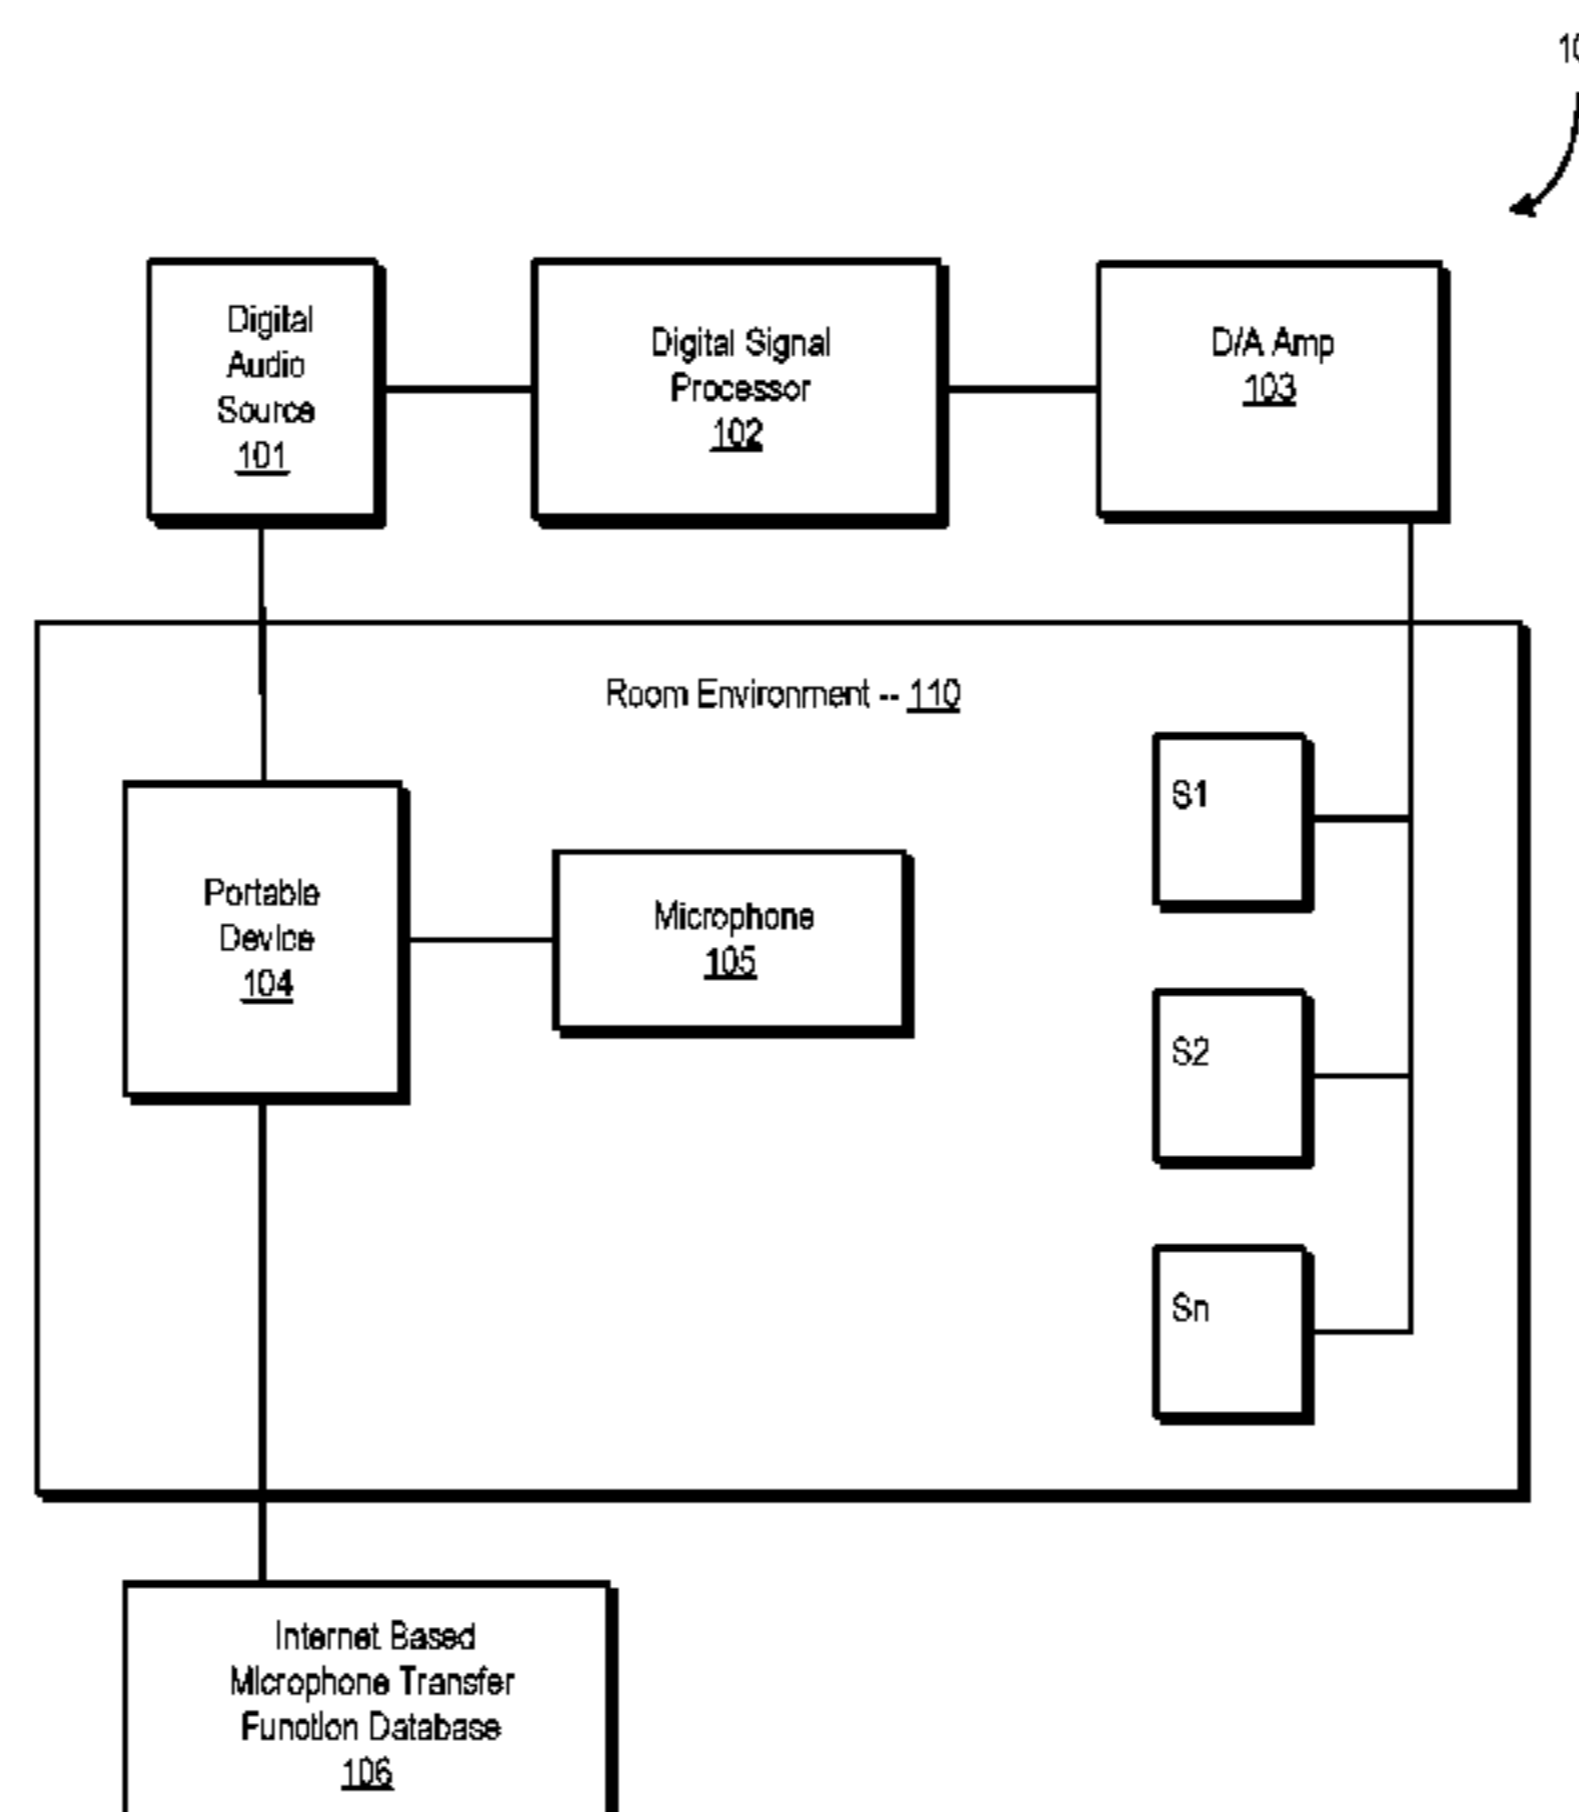 10
Digital
Audio
Source
101
Digital Signal
Processor
102
D/A Amp
103
Room Environment -- 110
S1
Portable
Device
104
Microphone
105
S2
Sn
Internet Based
Microphone Transfer
Function Database
106